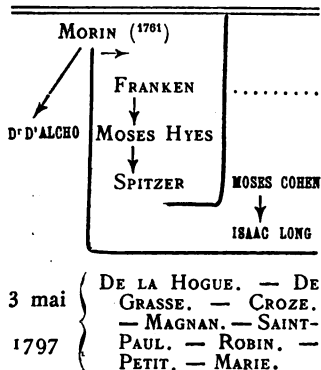 MORIN (1761)
FRANKEN
Dr D'ALCHO MOSES HYES
SPITZER MOSES COHEN
ISAAC LONG
DE LA HOGUE. — DE
3 mai GRASSE. — CROZE.
— MAGNAN. — SAINT-
1797 PAUL. — ROBIN. —
PETIT. — MARIE.